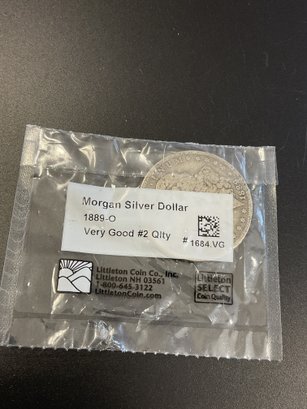 Morgan Silver Dollar
1889-O
Very Good #2 Qlty
# 1684.VG
Littleton Coin Co., Inc.
Littleton NH 03561
1-800-645-3122
LittletonCoin.com
Littleton
SELECT
Coin Quality